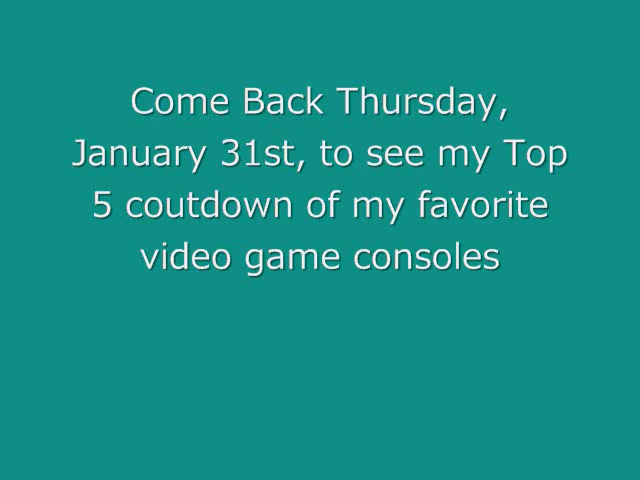 Come Back Thursday,
January 31st, to see my Top
5 coutdown of my favorite
video game consoles